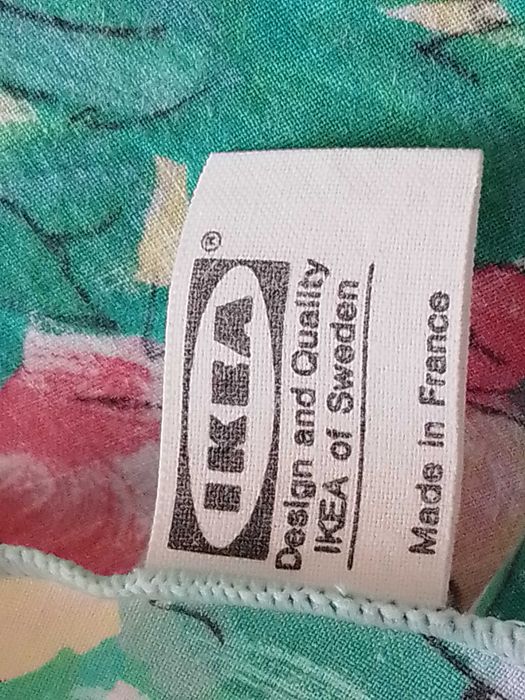 IKEA®
Design and Quality
IKEA of Sweden
Made in France